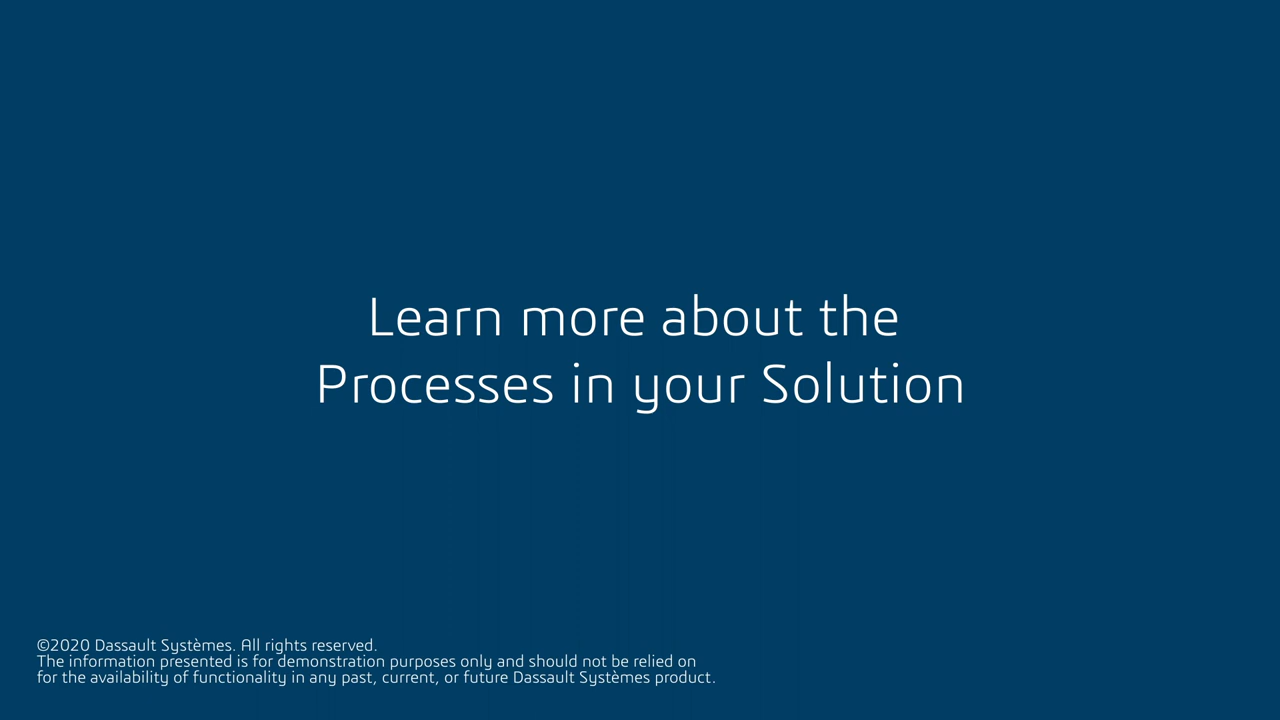 Learn more about the
Processes in your Solution
©2020 Dassault Systèmes. All rights reserved.
The information presented is for demonstration purposes only and should not be relied on
for the availability of functionality in any past, current, or future Dassault Systèmes product.